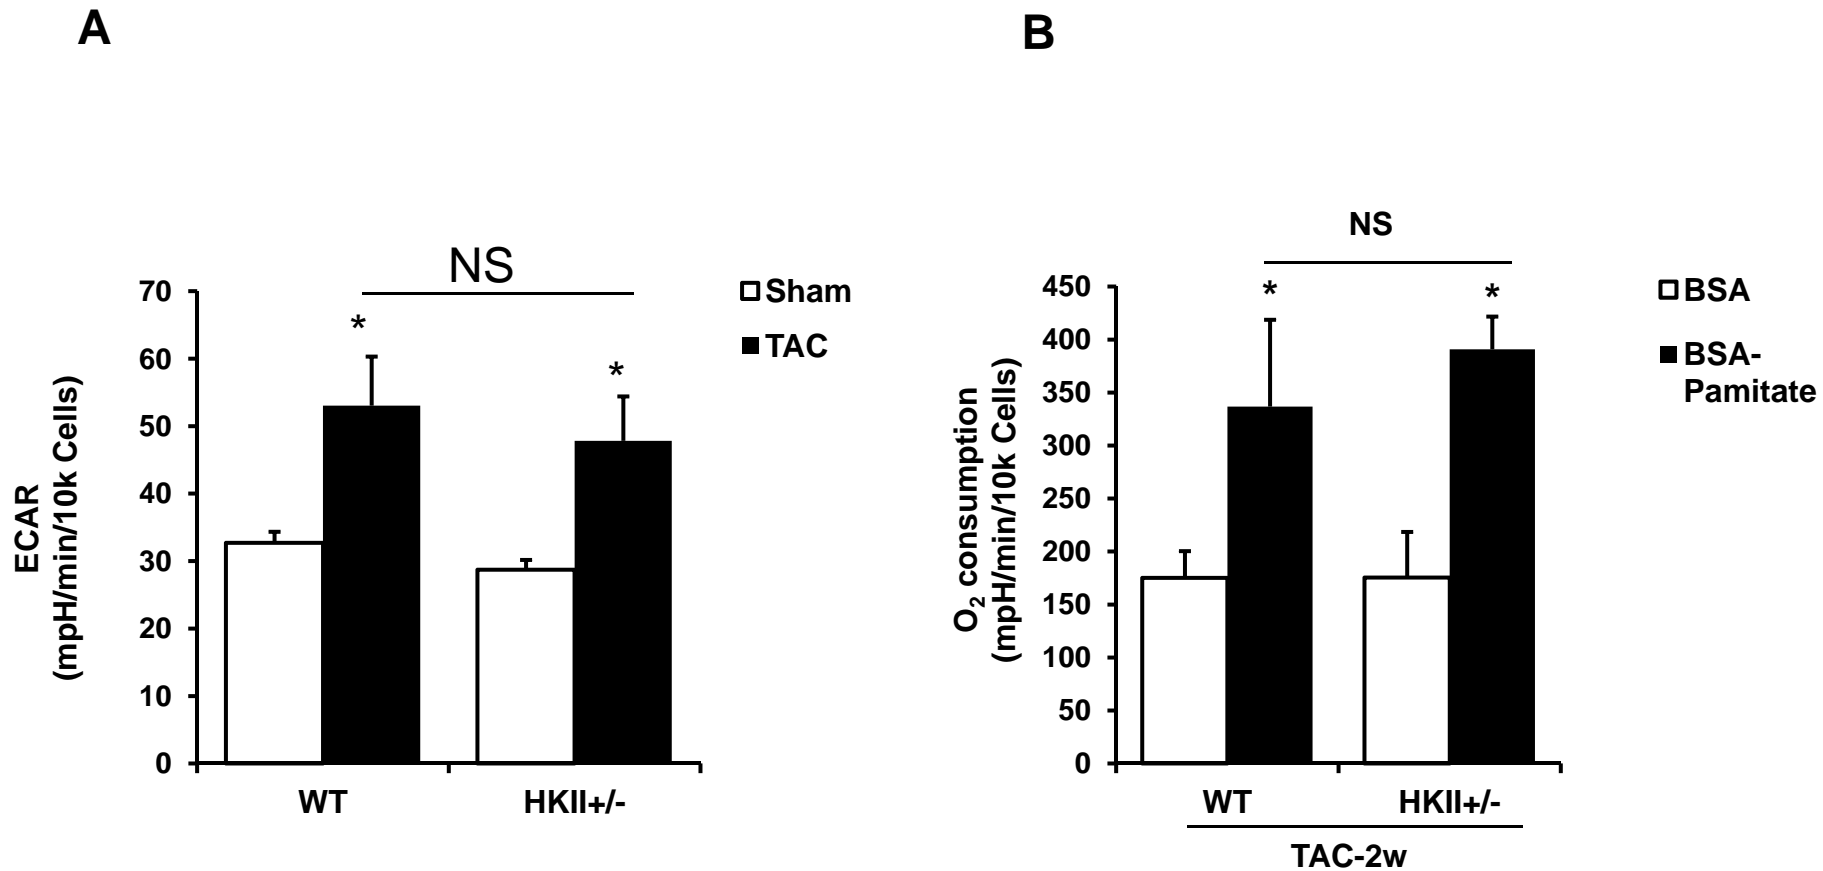 A
B
NS
70
60
50
40
30
20
10
0
ECAR
(mpH/min/10k Cells)
*
*
WT
HKII+/-
Sham
TAC
NS
450
400
350
300
250
200
150
100
50
0
O₂ consumption
(mpH/min/10k Cells)
*
*
WT
HKII+/-
TAC-2w
BSA
BSA-
Pamitate